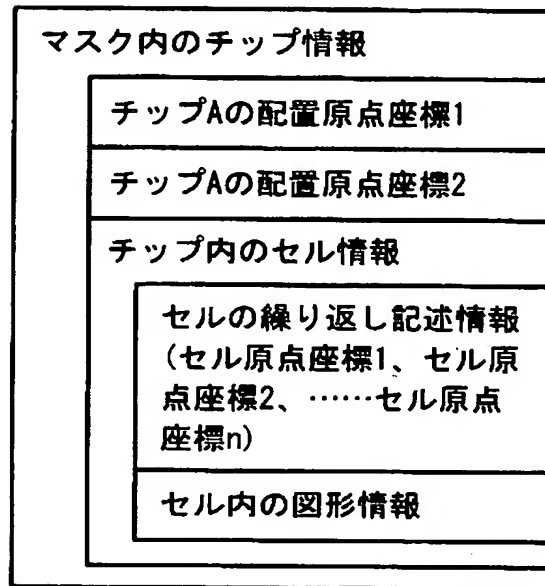 マスク内のチップ情報
チップAの配置原点座標1
チップAの配置原点座標2
チップ内のセル情報
セルの繰り返し記述情報
(セル原点座標1、セル原
点座標2、……セル原点
座標n)
セル内の図形情報